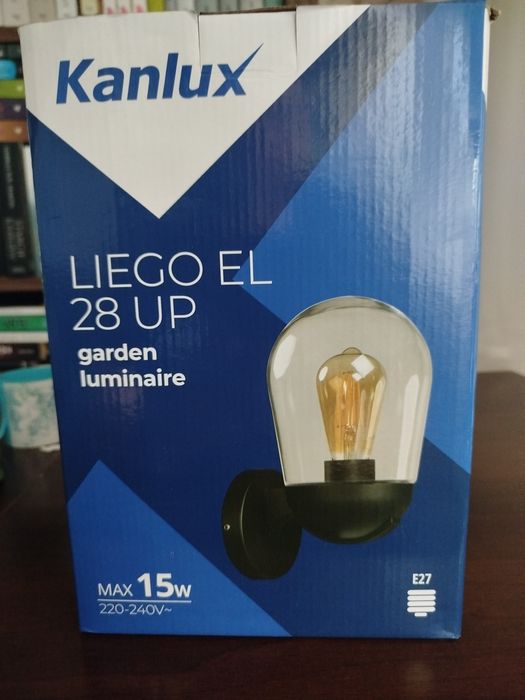 Kanlux
LIEGO EL
28 UP
garden
luminaire
MAX 15W
220-240V~
E27